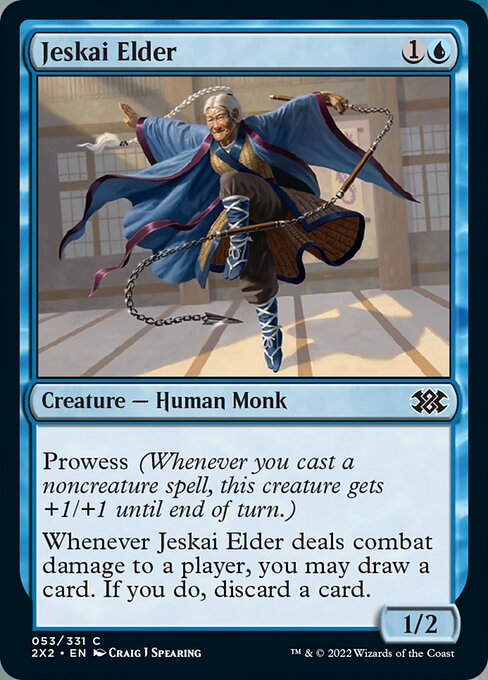 Jeskai Elder 1
Creature — Human Monk
Prowess (Whenever you cast a
noncreature spell, this creature gets
+1/+1 until end of turn.)
Whenever Jeskai Elder deals combat
damage to a player, you may draw a
card. If you do, discard a card.
1/2
053/331 C
2X2 • EN Craig J Spearing
™ & © 2022 Wizards of the Coast